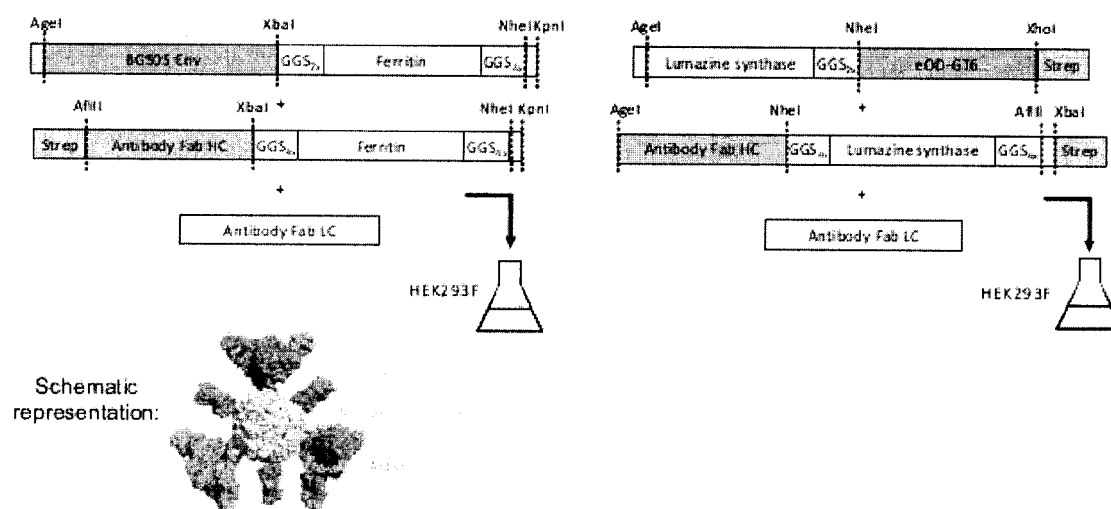 AgeI XbaI NheI KpnI
BG505 Env GGS Ferritin GGS
+
AflII XbaI NheI KpnI
Strep Antibody Fab HC GGS Ferritin GGS
+
Antibody Fab LC
HEK293F
AgeI NheI XhoI
Lumazine synthase GGS eOD-GT6 Strep
+
AgeI NheI AflII XbaI
Antibody Fab HC GGS Lumazine synthase GGS Strep
+
Antibody Fab LC
HEK293F
Schematic
representation: